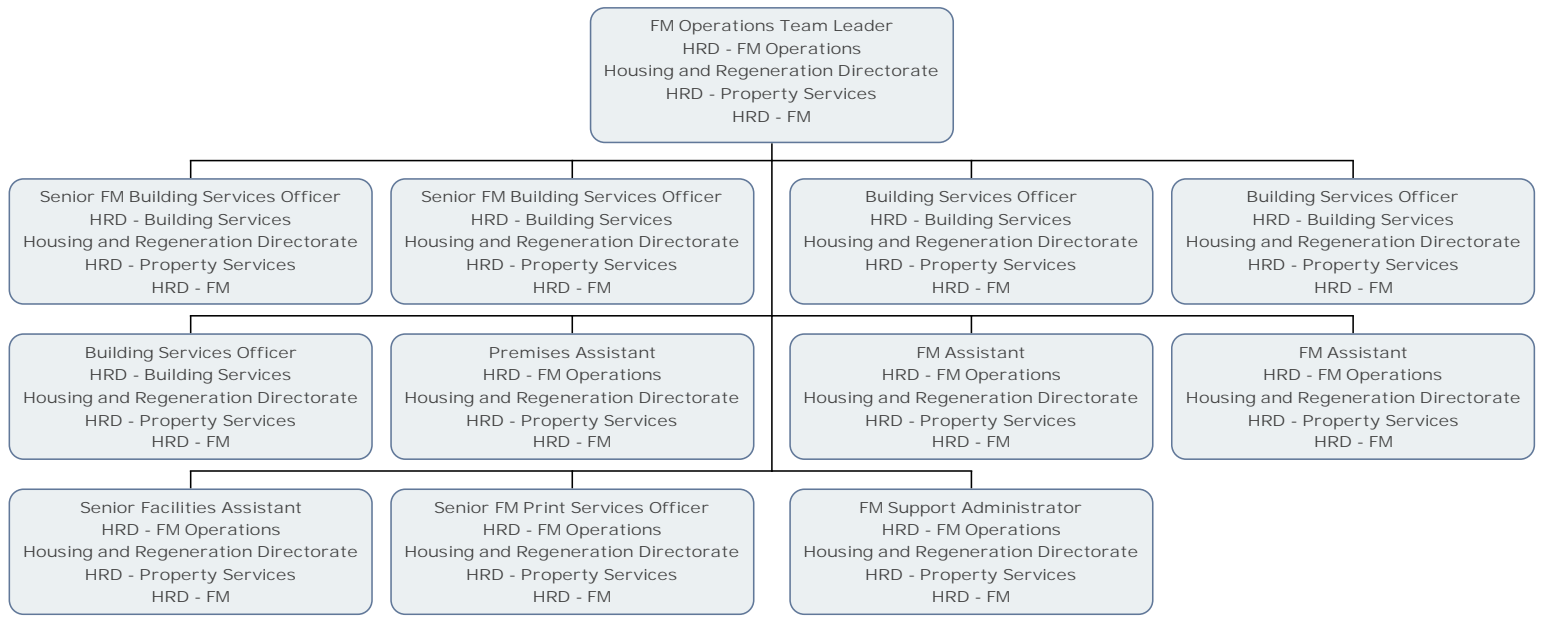 FM Operations Team Leader
HRD - FM Operations
Housing and Regeneration Directorate
HRD - Property Services
HRD - FM
Senior FM Building Services Officer
HRD - Building Services
Housing and Regeneration Directorate
HRD - Property Services
HRD - FM
Senior FM Building Services Officer
HRD - Building Services
Housing and Regeneration Directorate
HRD - Property Services
HRD - FM
Building Services Officer
HRD - Building Services
Housing and Regeneration Directorate
HRD - Property Services
HRD - FM
Building Services Officer
HRD - Building Services
Housing and Regeneration Directorate
HRD - Property Services
HRD - FM
Building Services Officer
HRD - Building Services
Housing and Regeneration Directorate
HRD - Property Services
HRD - FM
Premises Assistant
HRD - FM Operations
Housing and Regeneration Directorate
HRD - Property Services
HRD - FM
FM Assistant
HRD - FM Operations
Housing and Regeneration Directorate
HRD - Property Services
HRD - FM
FM Assistant
HRD - FM Operations
Housing and Regeneration Directorate
HRD - Property Services
HRD - FM
Senior Facilities Assistant
HRD - FM Operations
Housing and Regeneration Directorate
HRD - Property Services
HRD - FM
Senior FM Print Services Officer
HRD - FM Operations
Housing and Regeneration Directorate
HRD - Property Services
HRD - FM
FM Support Administrator
HRD - FM Operations
Housing and Regeneration Directorate
HRD - Property Services
HRD - FM